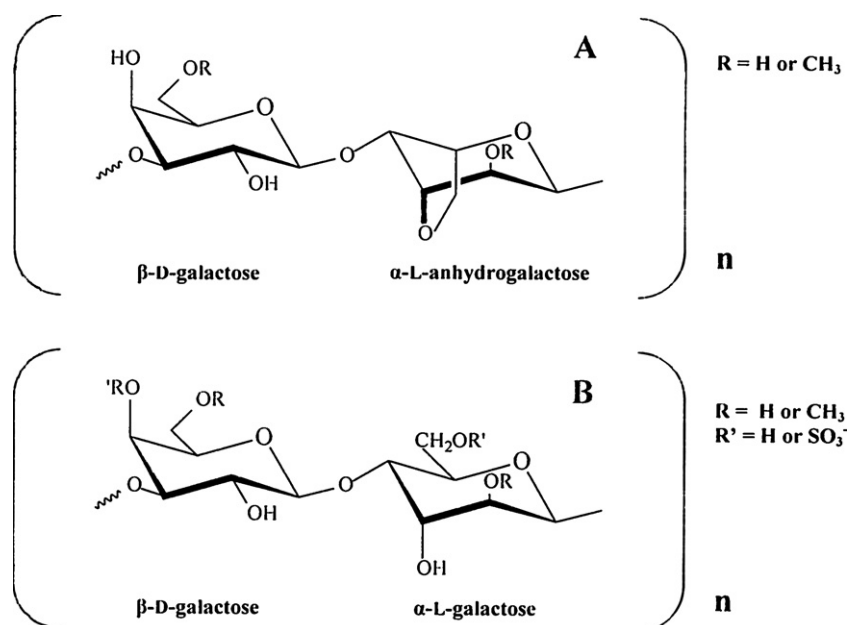 A
R = H or CH₃
HO
OR
O
O
OR
O
O
OH
O
n
β-D-galactose
α-L-anhydrogalactose
B
R = H or CH₃
R' = H or SO₃⁻
'RO
OR
CH₂OR'
O
O
OR
O
O
OH
OH
n
β-D-galactose
α-L-galactose